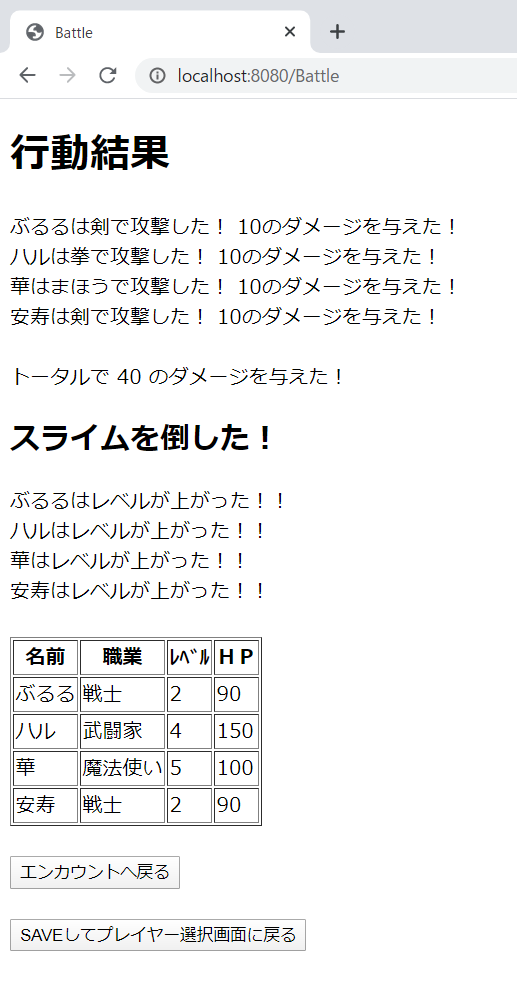 Battle
localhost:8080/Battle
行動結果
ぶるるは剣で攻撃した！ 10のダメージを与えた！
ハルは拳で攻撃した！ 10のダメージを与えた！
華はまほうで攻撃した！ 10のダメージを与えた！
安寿は剣で攻撃した！ 10のダメージを与えた！
トータルで 40 のダメージを与えた！
スライムを倒した！
ぶるるはレベルが上がった！！
ハルはレベルが上がった！！
華はレベルが上がった！！
安寿はレベルが上がった！！
名前 職業 ﾚﾍﾞﾙ ＨＰ
ぶるる 戦士 2 90
ハル 武闘家 4 150
華 魔法使い 5 100
安寿 戦士 2 90
エンカウントへ戻る
SAVEしてプレイヤー選択画面に戻る